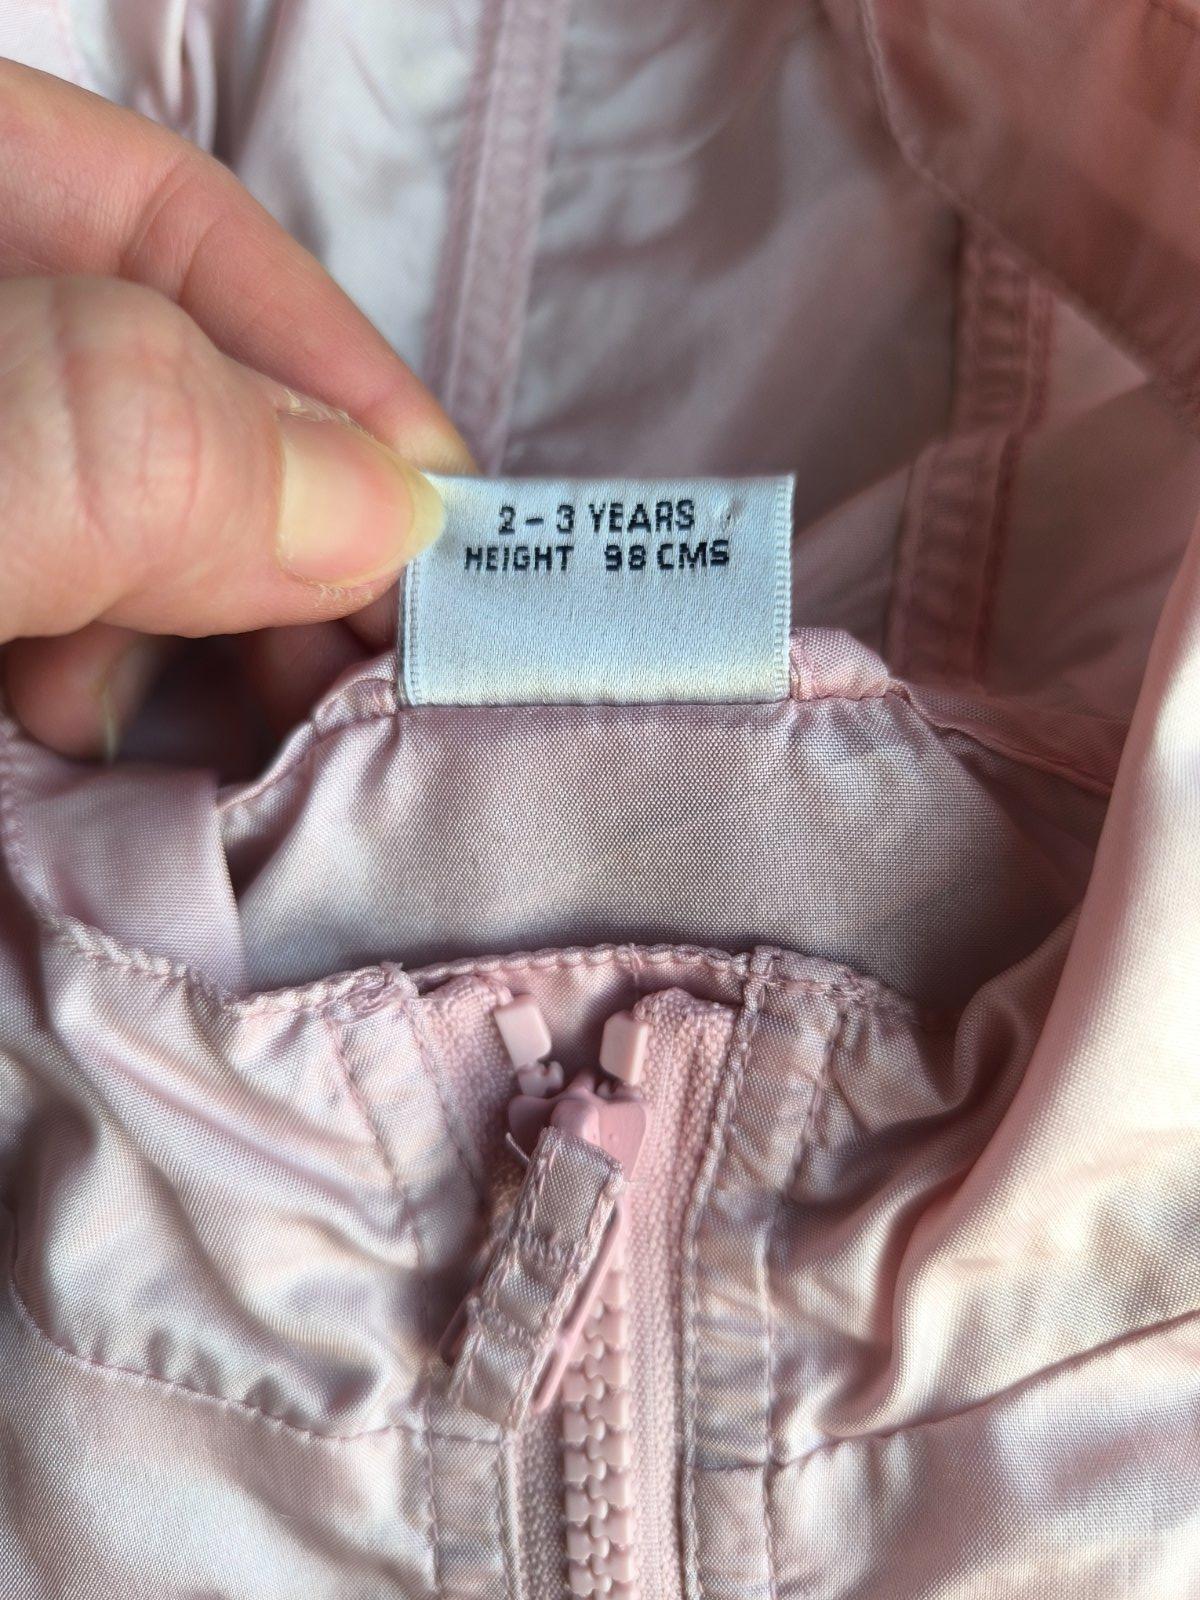 2-3 YEARS
HEIGHT 98 CMS